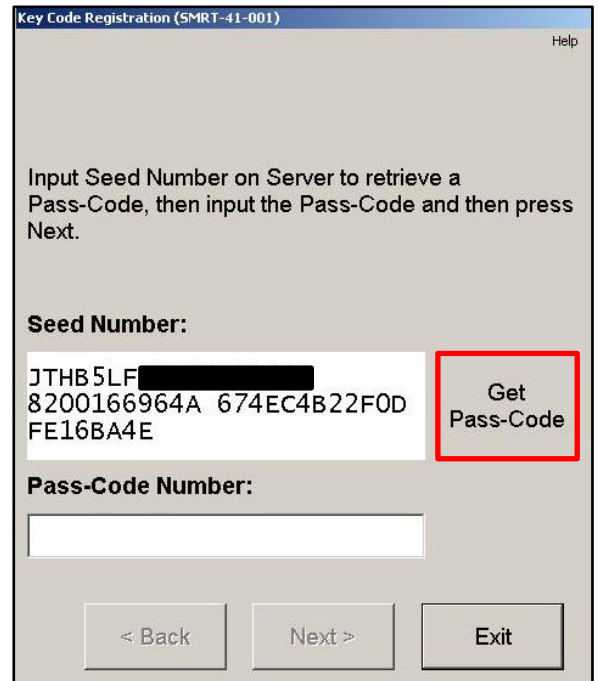 Key Code Registration (SMRT-41-001)
Help
Input Seed Number on Server to retrieve a
Pass-Code, then input the Pass-Code and then press
Next.
Seed Number:
JTHB5LF
8200166964A 674EC4B22F0D
FE16BA4E
Get
Pass-Code
Pass-Code Number:
< Back
Next >
Exit